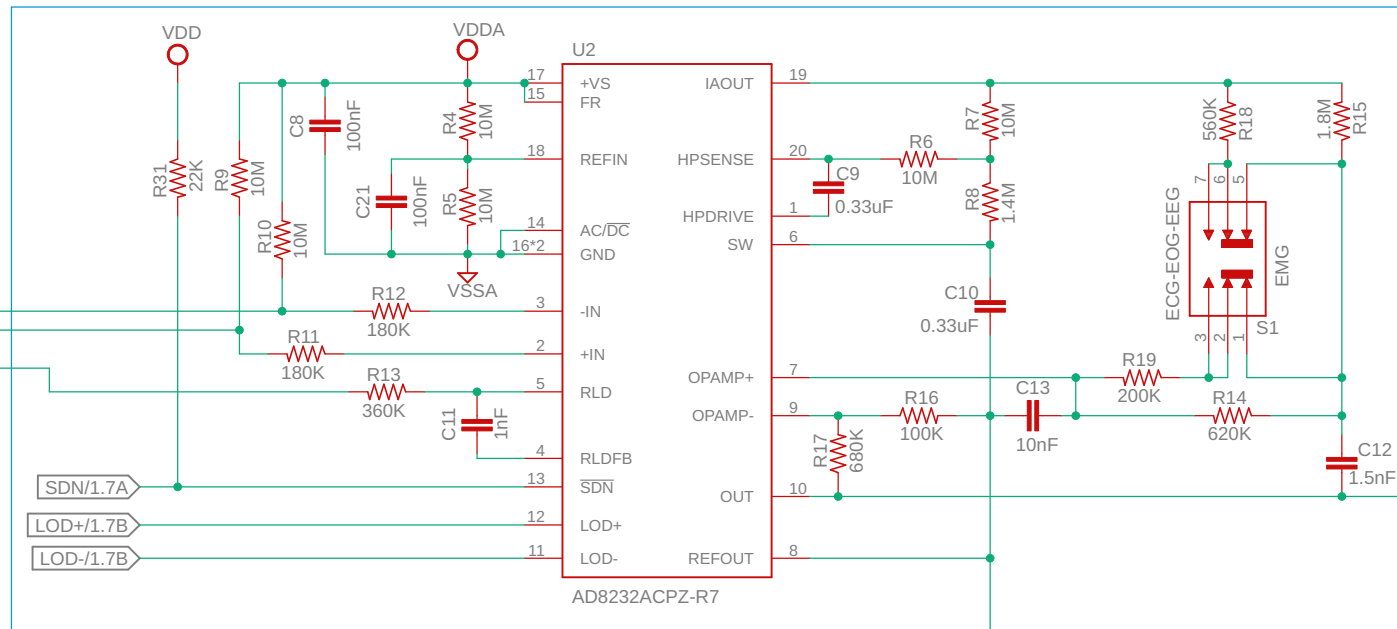 VDD
VDDA
U2
17
+VS
IAOUT
19
15
FR
C8
100nF
R4
10M
R7
10M
560K
R18
1.8M
R15
R31
22K
R9
10M
18
REFIN
HPSENSE
20
R6
10M
C9
0.33uF
7
6
5
C21
100nF
R5
10M
R8
1.4M
HPDRIVE
1
R10
10M
14
AC/DC
16*2
GND
SW
6
ECG-EOG-EEG
EMG
VSSA
R12
180K
3
-IN
C10
0.33uF
S1
3
2
1
R11
180K
2
+IN
R13
360K
5
RLD
OPAMP+
7
R19
200K
C11
1nF
OPAMP-
9
R16
100K
C13
10nF
R14
620K
R17
680K
4
RLDFB
C12
1.5nF
SDN/1.7A
13
SDN
OUT
10
LOD+/1.7B
12
LOD+
LOD-/1.7B
11
LOD-
REFOUT
8
AD8232ACPZ-R7